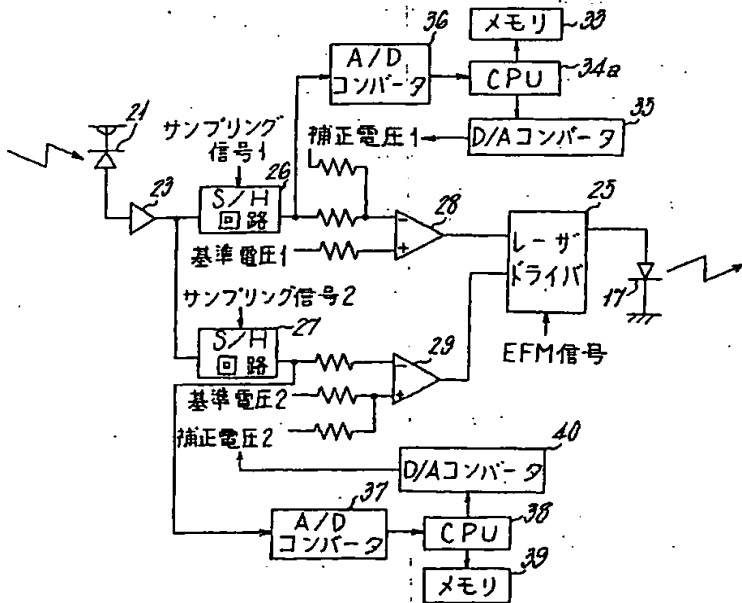 メモリ
33
36
A/D
コンバータ
CPU
34a
35
D/Aコンバータ
21
サンプリング
信号1
補正電圧1
23
26
S/H
回路
28
-
+
25
レーザ
ドライバ
基準電圧1
17
サンプリング信号2
27
S/H
回路
29
-
+
EFM信号
基準電圧2
補正電圧2
40
D/Aコンバータ
37
A/D
コンバータ
CPU
38
メモリ
39